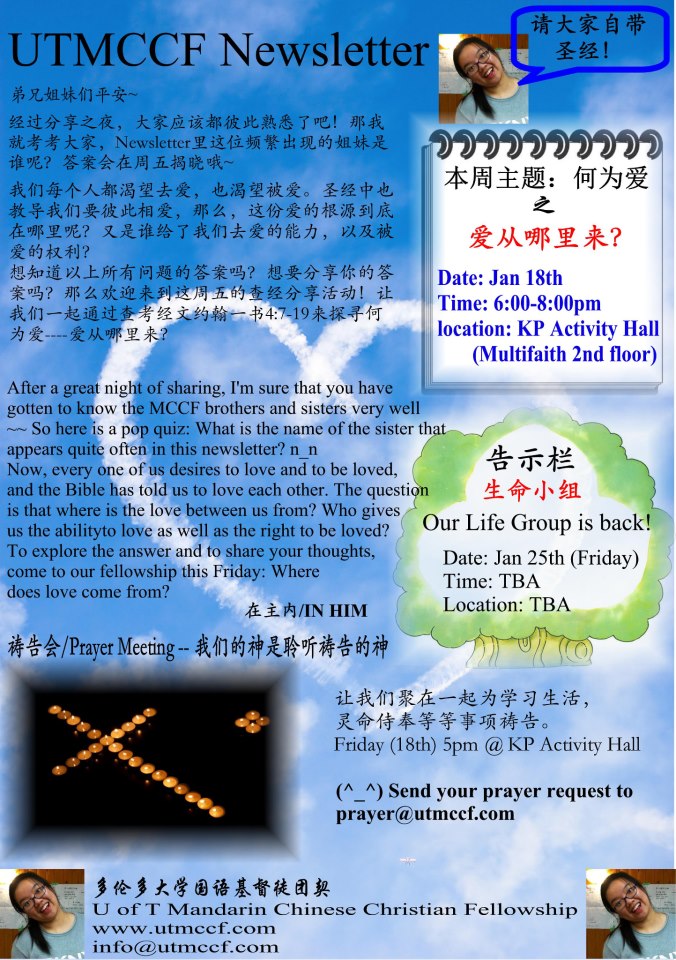 UTMCCF Newsletter
请大家自带
圣经！
弟兄姐妹们平安~
经过分享之夜，大家应该都彼此熟悉了吧！那我
就考考大家，Newsletter里这位频繁出现的姐妹是
谁呢？答案会在周五揭晓哦~
我们每个人都渴望去爱，也渴望被爱。圣经中也
教导我们要彼此相爱，那么，这份爱的根源到底
在哪里呢？又是谁给了我们去爱的能力，以及被
爱的权利？
想知道以上所有问题的答案吗？想要分享你的答
案吗？那么欢迎来到这周五的查经分享活动！让
我们一起通过查考经文约翰一书4:7-19来探寻何
为爱----爱从哪里来?
本周主题：何为爱
之
爱从哪里来?
Date: Jan 18th
Time: 6:00-8:00pm
location: KP Activity Hall
(Multifaith 2nd floor)
After a great night of sharing, I'm sure that you have
gotten to know the MCCF brothers and sisters very well
~~ So here is a pop quiz: What is the name of the sister that
appears quite often in this newsletter? n_n
Now, every one of us desires to love and to be loved,
and the Bible has told us to love each other. The question
is that where is the love between us from? Who gives
us the abilityto love as well as the right to be loved?
To explore the answer and to share your thoughts,
come to our fellowship this Friday: Where
does love come from?
在主内/IN HIM
告示栏
生命小组
Our Life Group is back!
Date: Jan 25th (Friday)
Time: TBA
Location: TBA
祷告会/Prayer Meeting -- 我们的神是聆听祷告的神
让我们聚在一起为学习生活，
灵命侍奉等等事项祷告。
Friday (18th) 5pm @ KP Activity Hall
(^_^) Send your prayer request to
prayer@utmccf.com
多伦多大学国语基督徒团契
U of T Mandarin Chinese Christian Fellowship
www.utmccf.com
info@utmccf.com